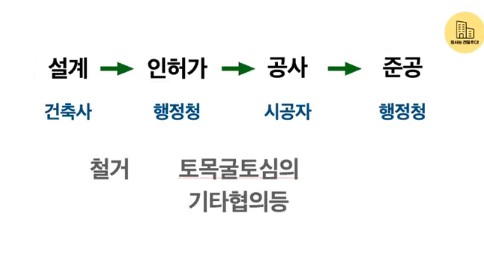 설계 → 인허가 → 공사 → 준공
건축사 행정청 시공자 행정청
철거 토목굴토심의
기타협의등